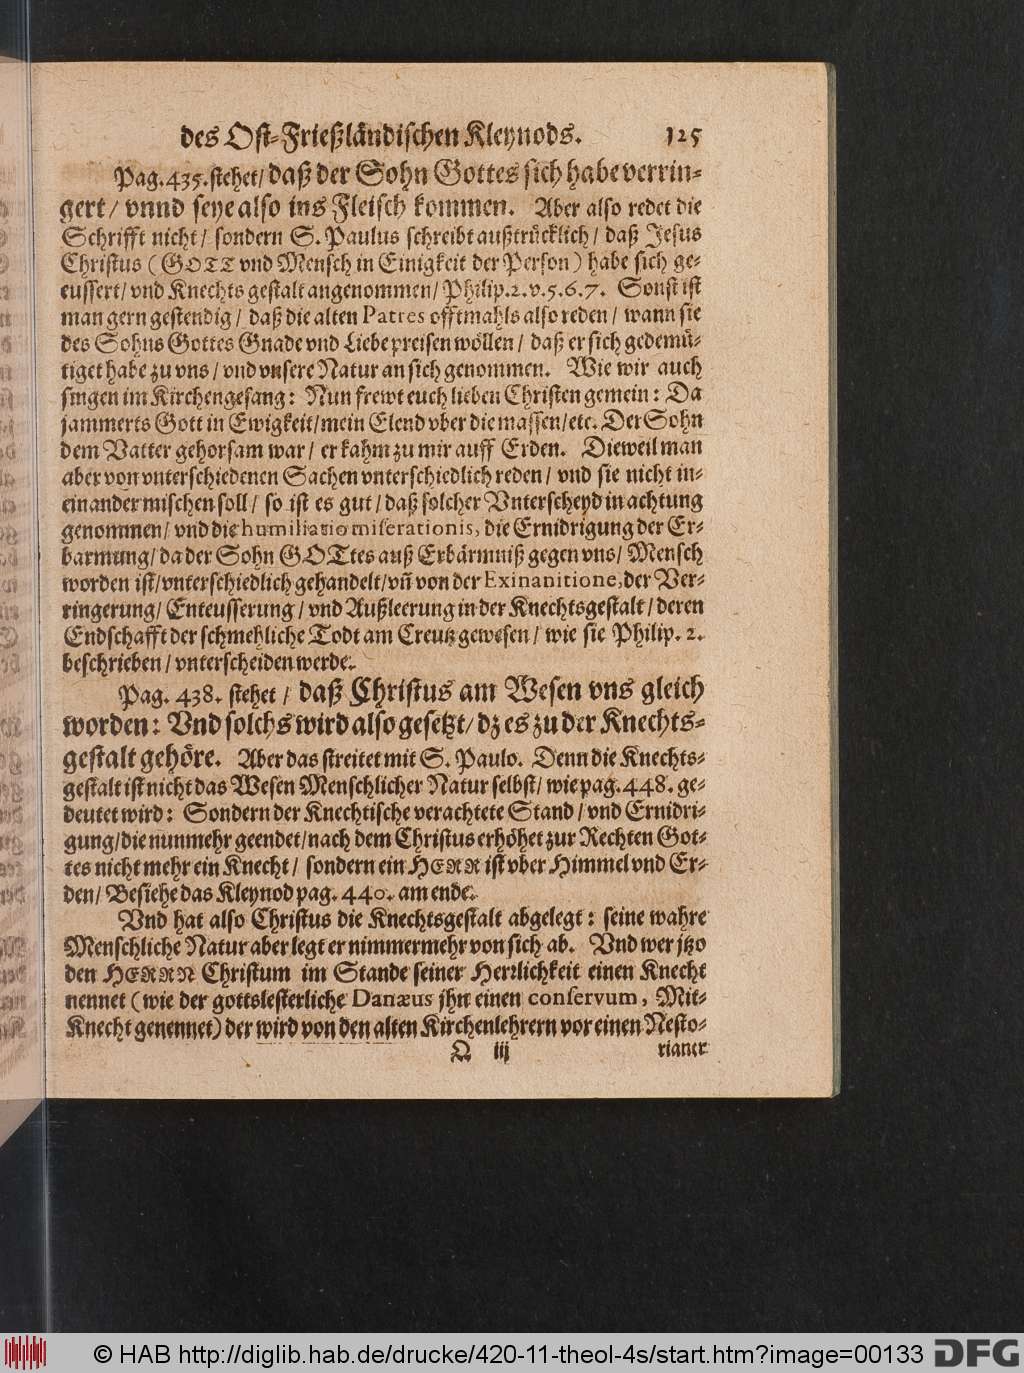 des Ost-Frießländischen Kleynods. 125
Pag. 435. stehet/ daß der Sohn Gottes sich habe verrin-
gert/ vnnd seye also ins Fleisch kommen. Aber also redet die
Schrifft nicht/ sondern S. Paulus schreibt außtrücklich/ daß Jesus
Christus (GOTT vnd Mensch in Einigkeit der Person) habe sich ge-
eussert/ vnd Knechts gestalt angenommen/ Philip. 2. v. 5. 6. 7. Sonst ist
man gern gestendig/ daß die alten Patres offtmahls also reden/ wann sie
des Sohns Gottes Gnade vnd Liebe preisen wöllen/ daß er sich gedemü-
tiget habe zu vns/ vnd vnsere Natur an sich genommen. Wie wir auch
singen im Kirchengesang: Nun frewt euch lieben Christen gemein: Da
jammerts Gott in Ewigkeit/ mein Elend vber die massen/ etc. Der Sohn
dem Vatter gehorsam war/ er kahm zu mir auff Erden. Dieweil man
aber von vnterschiedenen Sachen vnterschiedlich reden/ vnd sie nicht in-
einander mischen soll/ so ist es gut/ daß solcher Vnterscheyd in achtung
genommen/ vnd die humiliatio miserationis, die Ernidrigung der Er-
barmung/ da der Sohn GOTtes auß Erbärmniß gegen vns/ Mensch
worden ist/ vnterschiedlich gehandelt/ vñ von der Exinanitione, der Ver-
ringerung/ Enteusserung/ vnd Außleerung in der Knechtsgestalt/ deren
Endschafft der schmehliche Todt am Creutz gewesen/ wie sie Philip. 2.
beschrieben/ vnterscheiden werde.
Pag. 438. stehet/ daß Christus am Wesen vns gleich
worden: Vnd solchs wird also gesetzt/ dz es zu der Knechts-
gestalt gehöre. Aber das streitet mit S. Paulo. Denn die Knechts-
gestalt ist nicht das Wesen Menschlicher Natur selbst/ wie pag. 448. ge-
deutet wird: Sondern der Knechtische verachtete Stand/ vnd Ernidri-
gung/ die nunmehr geendet/ nach dem Christus erhöhet zur Rechten Got-
tes nicht mehr ein Knecht/ sondern ein HERR ist vber Himmel vnd Er-
den/ Besiehe das Kleynod pag. 440. am ende.
Vnd hat also Christus die Knechtsgestalt abgelegt: seine wahre
Menschliche Natur aber legt er nimmermehr von sich ab. Vnd wer jtzo
den HERRN Christum im Stande seiner Herrlichkeit einen Knecht
nennet (wie der gottslesterliche Danæus jhn einen conservum, Mit-
Knecht genennet) der wird von den alten Kirchenlehrern vor einen Nesto-
Q iij rianer
© HAB http://diglib.hab.de/drucke/420-11-theol-4s/start.htm?image=00133 DFG